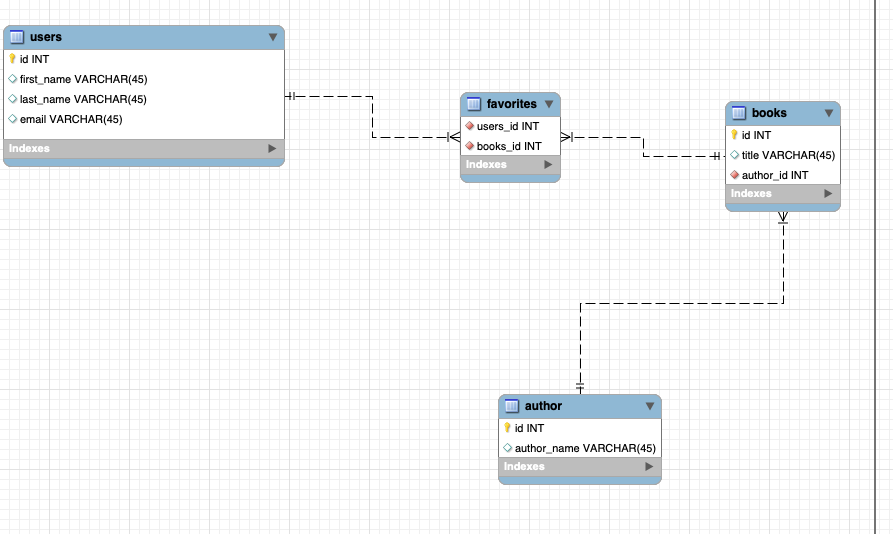 users
id INT
first_name VARCHAR(45)
last_name VARCHAR(45)
email VARCHAR(45)
Indexes
favorites
users_id INT
books_id INT
Indexes
books
id INT
title VARCHAR(45)
author_id INT
Indexes
author
id INT
author_name VARCHAR(45)
Indexes